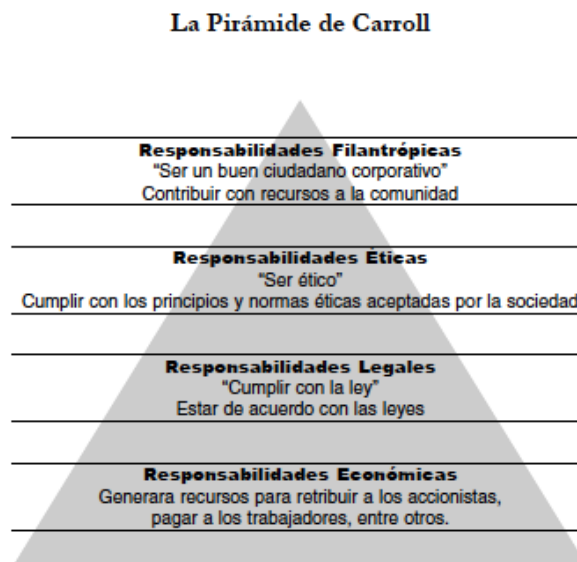 La Pirámide de Carroll
Responsabilidades Filantrópicas
“Ser un buen ciudadano corporativo”
Contribuir con recursos a la comunidad
Responsabilidades Éticas
“Ser ético”
Cumplir con los principios y normas éticas aceptadas por la sociedad
Responsabilidades Legales
“Cumplir con la ley”
Estar de acuerdo con las leyes
Responsabilidades Económicas
Generara recursos para retribuir a los accionistas,
pagar a los trabajadores, entre otros.